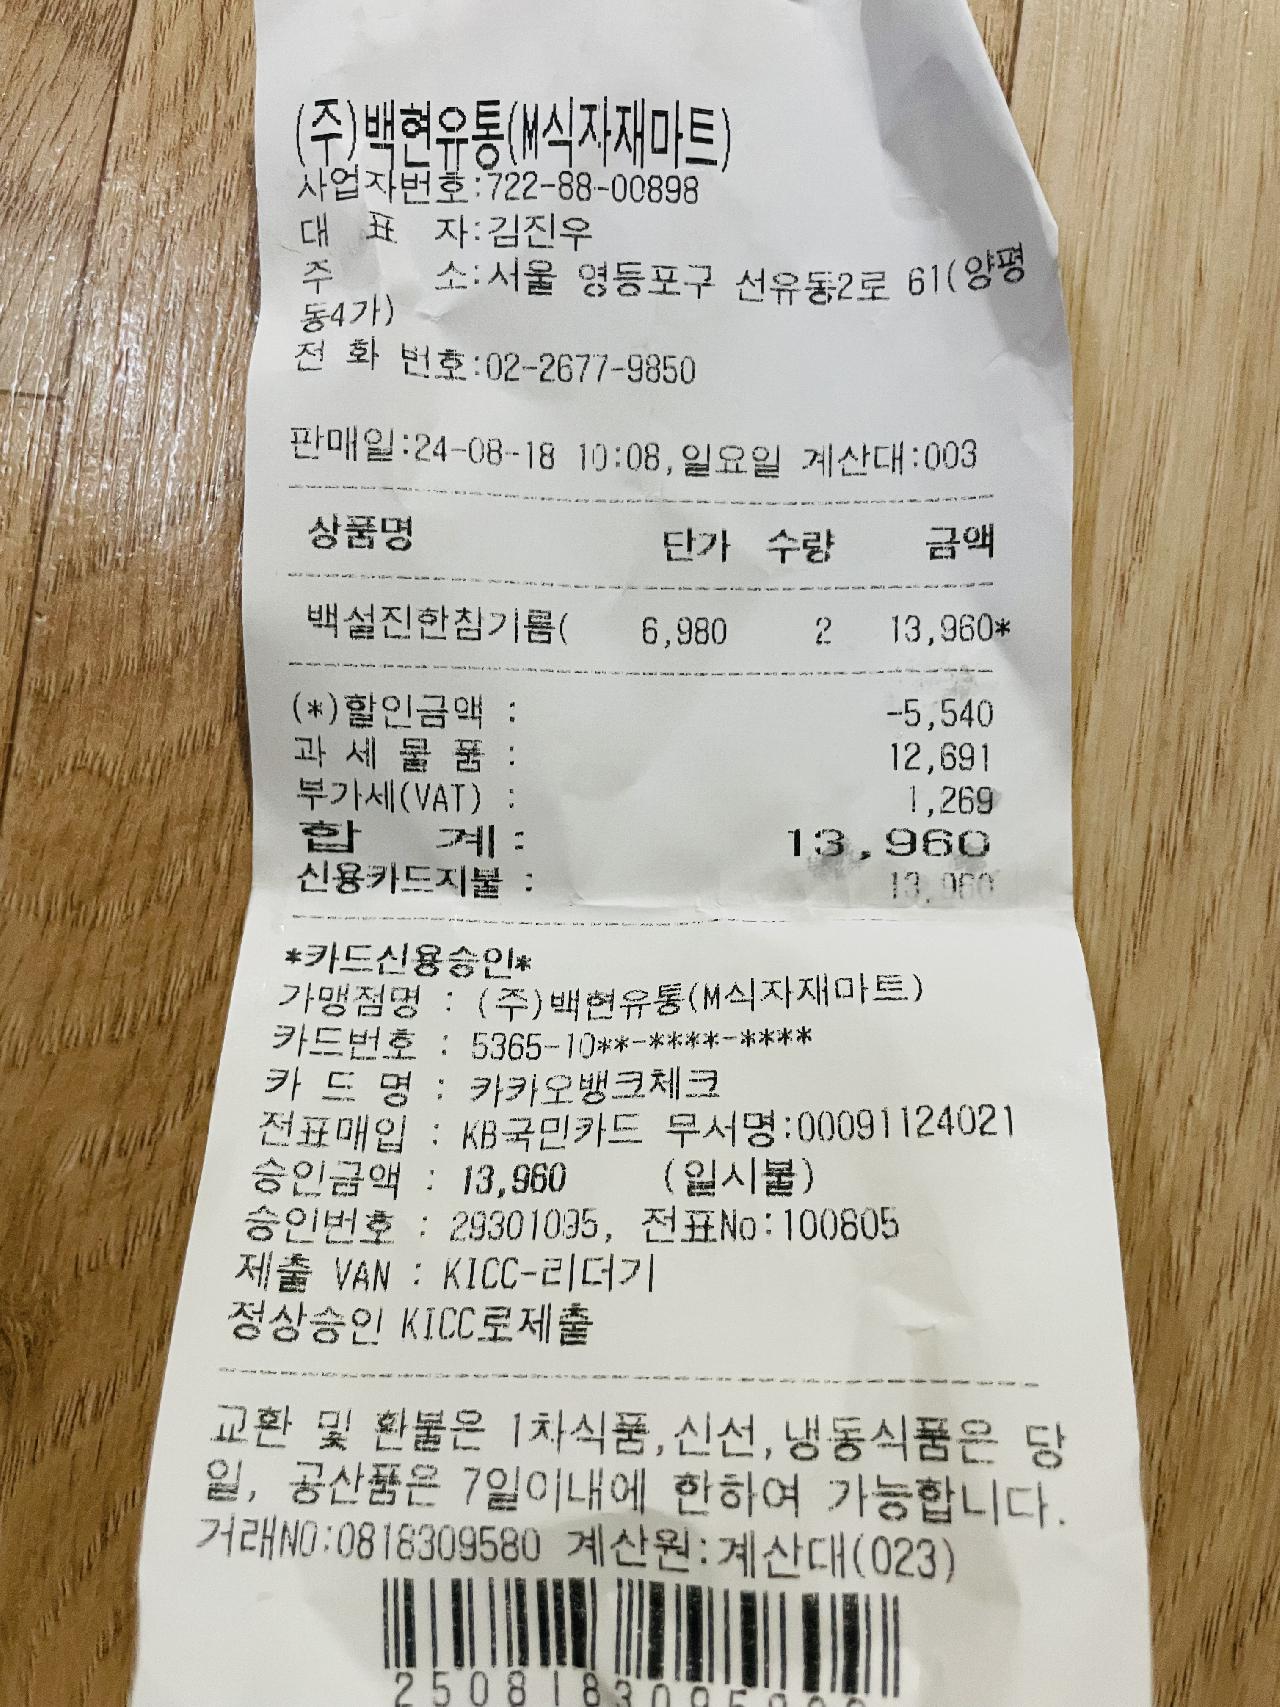 (주)백현유통(M식자재마트)
사업자번호:722-88-00898
대 표 자:김진우
주 소:서울 영등포구 선유동2로 61(양평
동4가)
전 화 번호:02-2677-9850
판매일:24-08-18 10:08,일요일 계산대:003
상품명 단가 수량 금액
백설진한참기름( 6,980 2 13,960*
(*)할인금액 : -5,540
과 세 물 품 : 12,691
부가세(VAT) : 1,269
합 계 : 13,960
신용카드지불 : 13,960
*카드신용승인*
가맹점명 : (주)백현유통(M식자재마트)
카드번호 : 5365-10**-****-****
카 드 명 : 카카오뱅크체크
전표매입 : KB국민카드 무서명:00091124021
승인금액 : 13,960 (일시불)
승인번호 : 29301095, 전표No:100805
제출 VAN : KICC-리더기
정상승인 KICC로제출
교환 및 환불은 1차식품,신선,냉동식품은 당
일, 공산품은 7일이내에 한하여 가능합니다.
거래NO:0818309580 계산원:계산대(023)